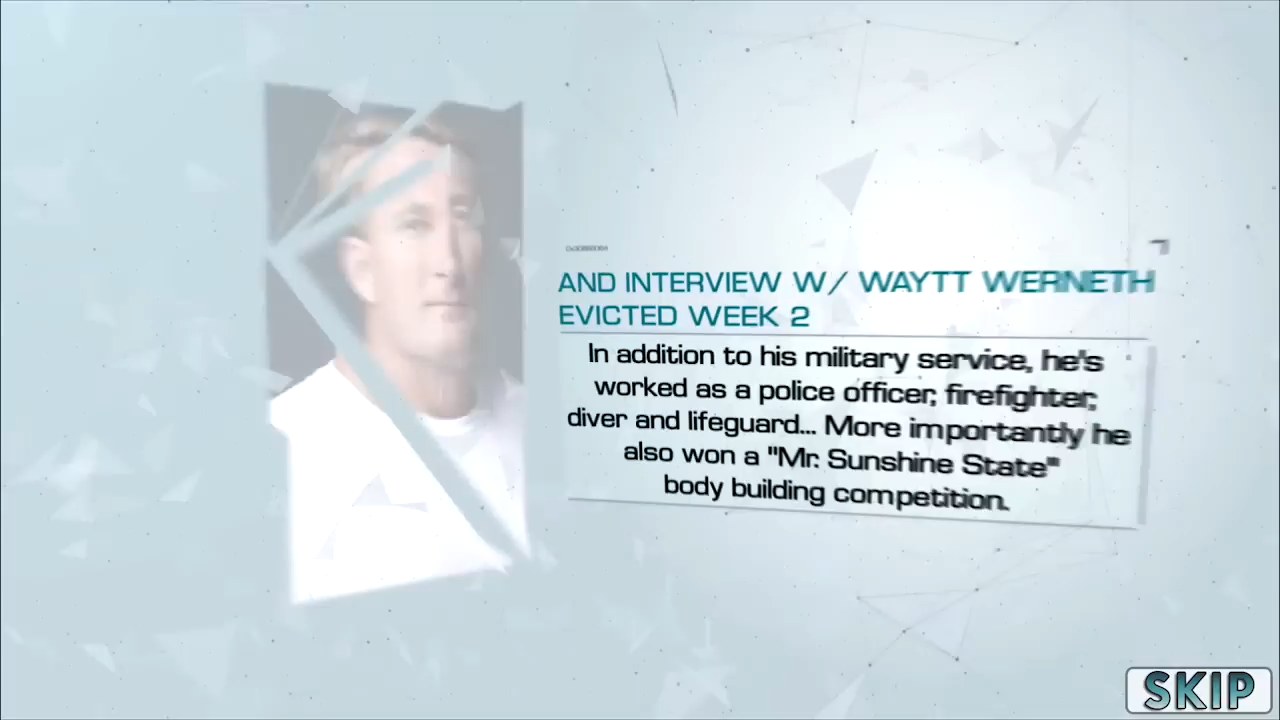 AND INTERVIEW W/ WAYTT WERNETH
EVICTED WEEK 2
In addition to his military service, he's
worked as a police officer, firefighter,
diver and lifeguard... More importantly he
also won a "Mr. Sunshine State"
body building competition.
SKIP